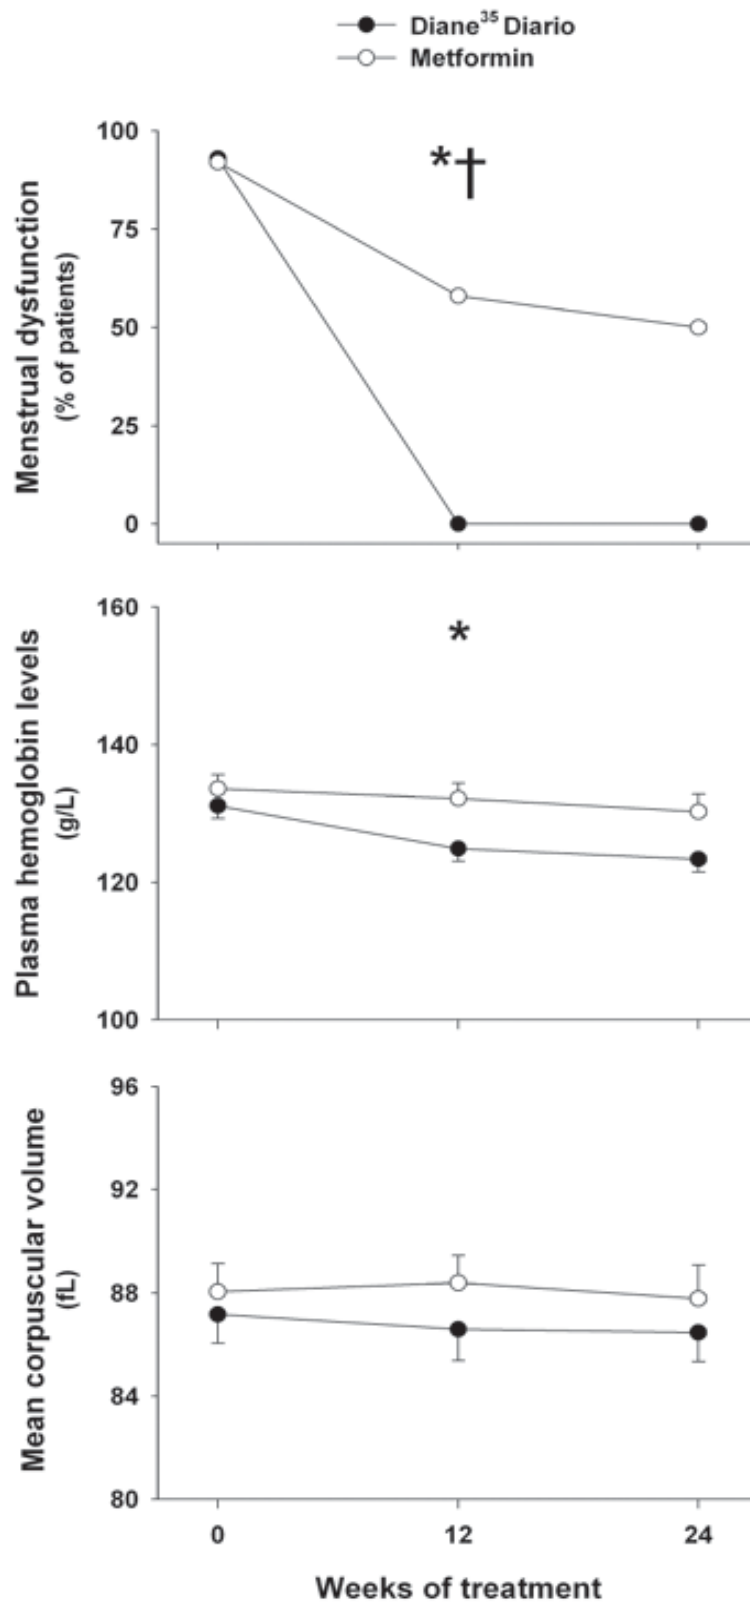 Diane35 Diario
Metformin
100
*†
75
50
25
0
Menstrual dysfunction
(% of patients)
160
*
140
120
100
Plasma hemoglobin levels
(g/L)
96
92
88
84
80
Mean corpuscular volume
(fL)
0 12 24
Weeks of treatment